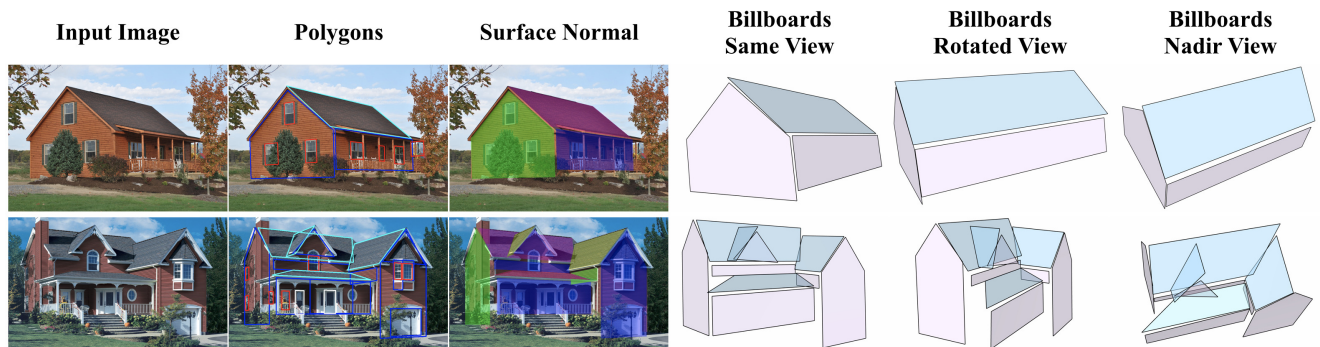 Input Image
Polygons
Surface Normal
Billboards
Same View
Billboards
Rotated View
Billboards
Nadir View